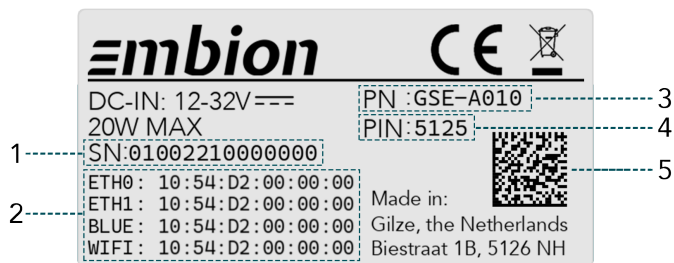 embion CE
DC-IN: 12-32V
20W MAX
SN:01002210000000
ETH0: 10:54:D2:00:00:00
ETH1: 10:54:D2:00:00:00
BLUE: 10:54:D2:00:00:00
WIFI: 10:54:D2:00:00:00
PN :GSE-A010
PIN:5125
Made in:
Gilze, the Netherlands
Biestraat 1B, 5126 NH
1
2
3
4
5